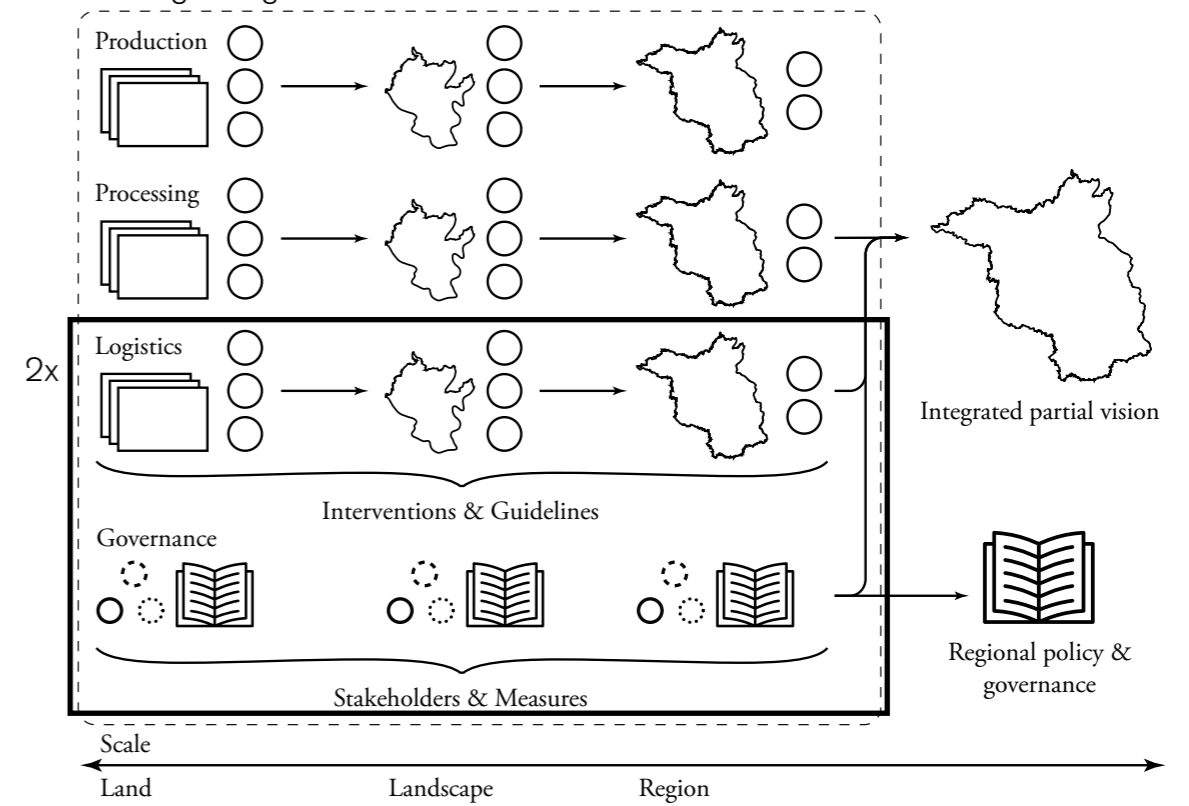 Production
Processing
2x
Logistics
Integrated partial vision
Interventions & Guidelines
Governance
Regional policy &
governance
Stakeholders & Measures
Scale
Land Landscape Region